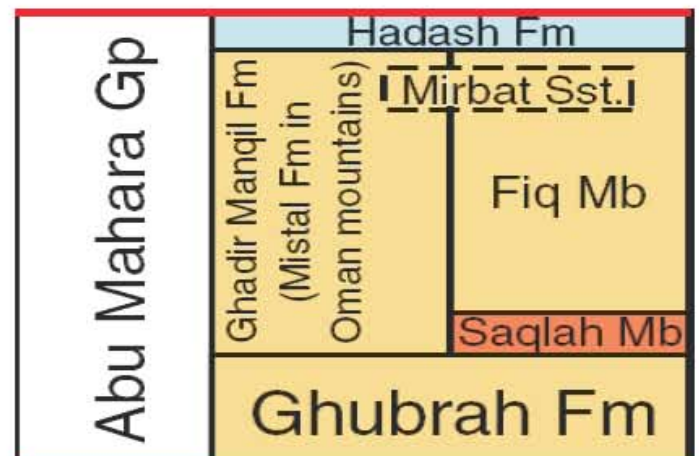 Abu Mahara Gp
Hadash Fm
Ghadir Manqil Fm
(Mistal Fm in
Oman mountains)
Mirbat Sst.
Fiq Mb
Saqlah Mb
Ghubrah Fm